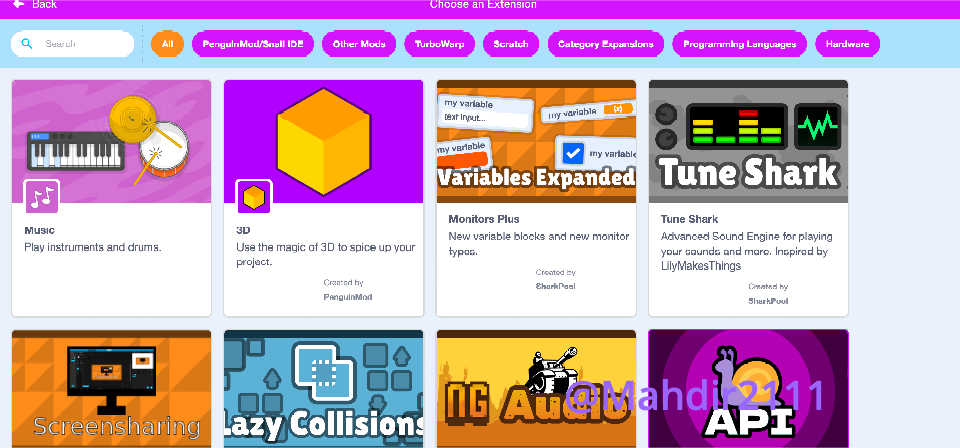 Back
Choose an Extension
Search
All
PenguinMod/Snail IDE
Other Mods
TurboWarp
Scratch
Category Expansions
Programming Languages
Hardware
my variable
text input...
my variable
my variable
my variable
Variables Expanded
Tune Shark
Music
Play instruments and drums.
3D
Use the magic of 3D to spice up your
project.
Created by
PenguinMod
Monitors Plus
New variable blocks and new monitor
types.
Created by
SharkPool
Tune Shark
Advanced Sound Engine for playing
your sounds and more. Inspired by
LilyMakesThings
Created by
SharkPool
Screensharing
Lazy Collisions
NG Audio
API
@Mahdir2111